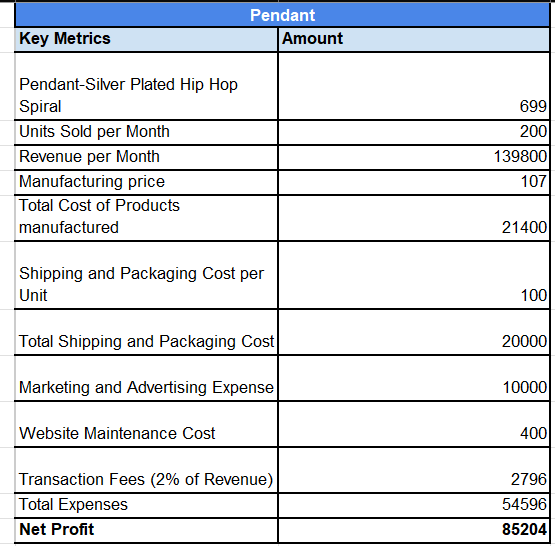 Pendant
Key Metrics Amount
Pendant-Silver Plated Hip Hop
Spiral 699
Units Sold per Month 200
Revenue per Month 139800
Manufacturing price 107
Total Cost of Products
manufactured 21400
Shipping and Packaging Cost per
Unit 100
Total Shipping and Packaging Cost 20000
Marketing and Advertising Expense 10000
Website Maintenance Cost 400
Transaction Fees (2% of Revenue) 2796
Total Expenses 54596
Net Profit 85204